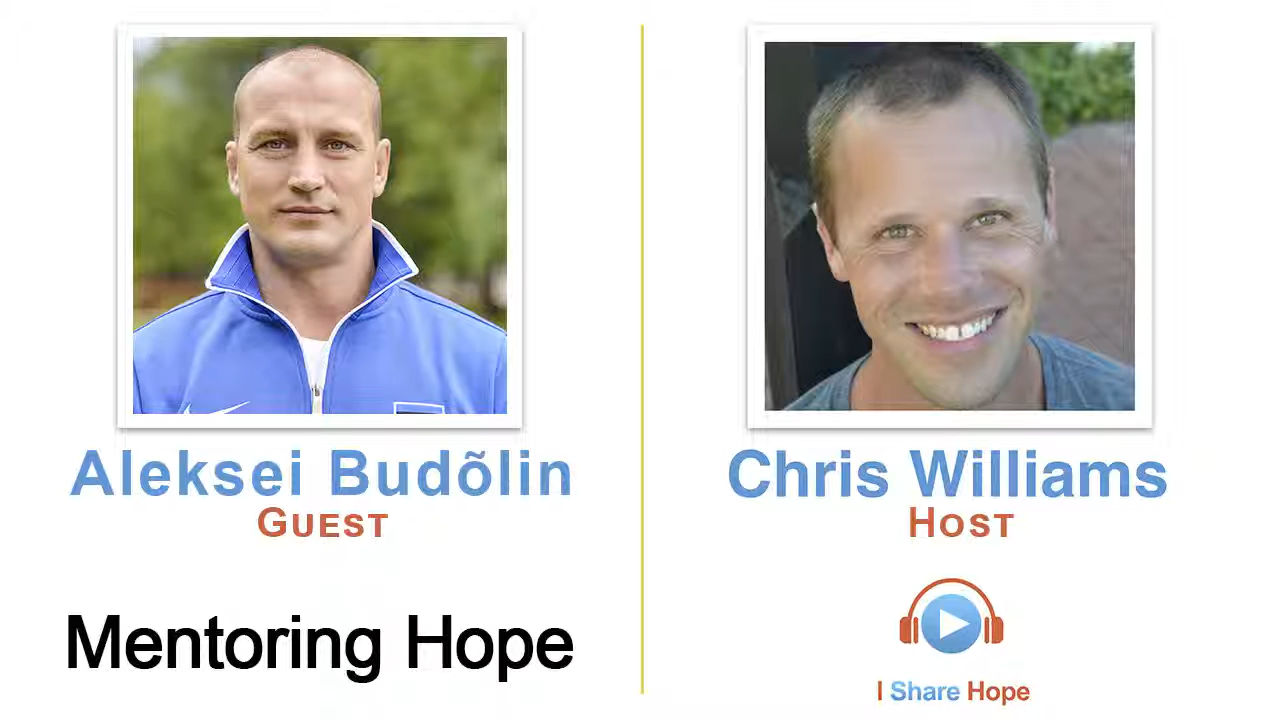 Aleksei Budõlin
Guest
Mentoring Hope
Chris Williams
Host
I Share Hope